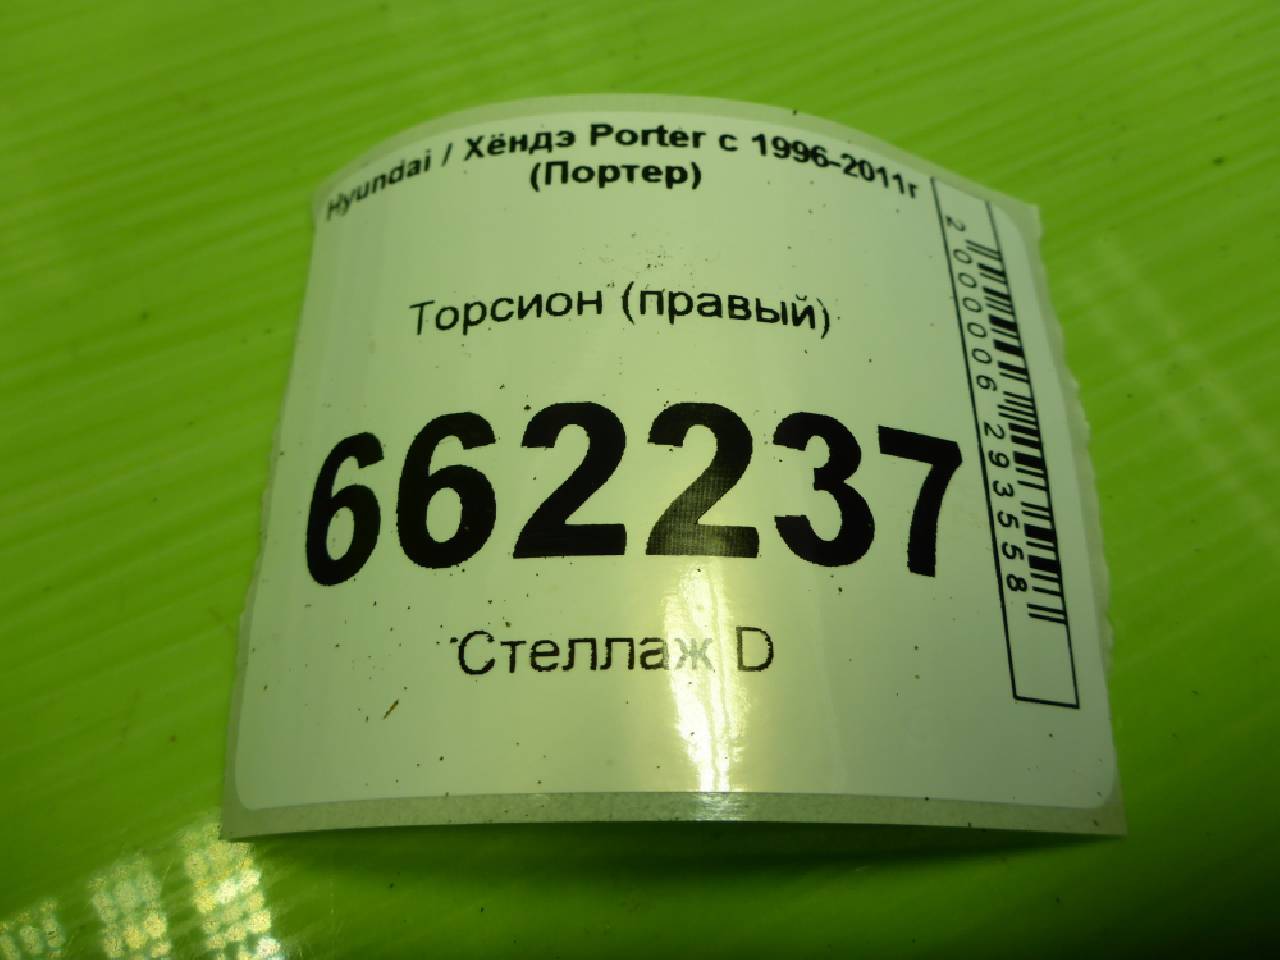 Hyundai / Хёндэ Porter с 1996-2011г
(Портер)
Торсион (правый)
662237
Стеллаж D
2000006293558